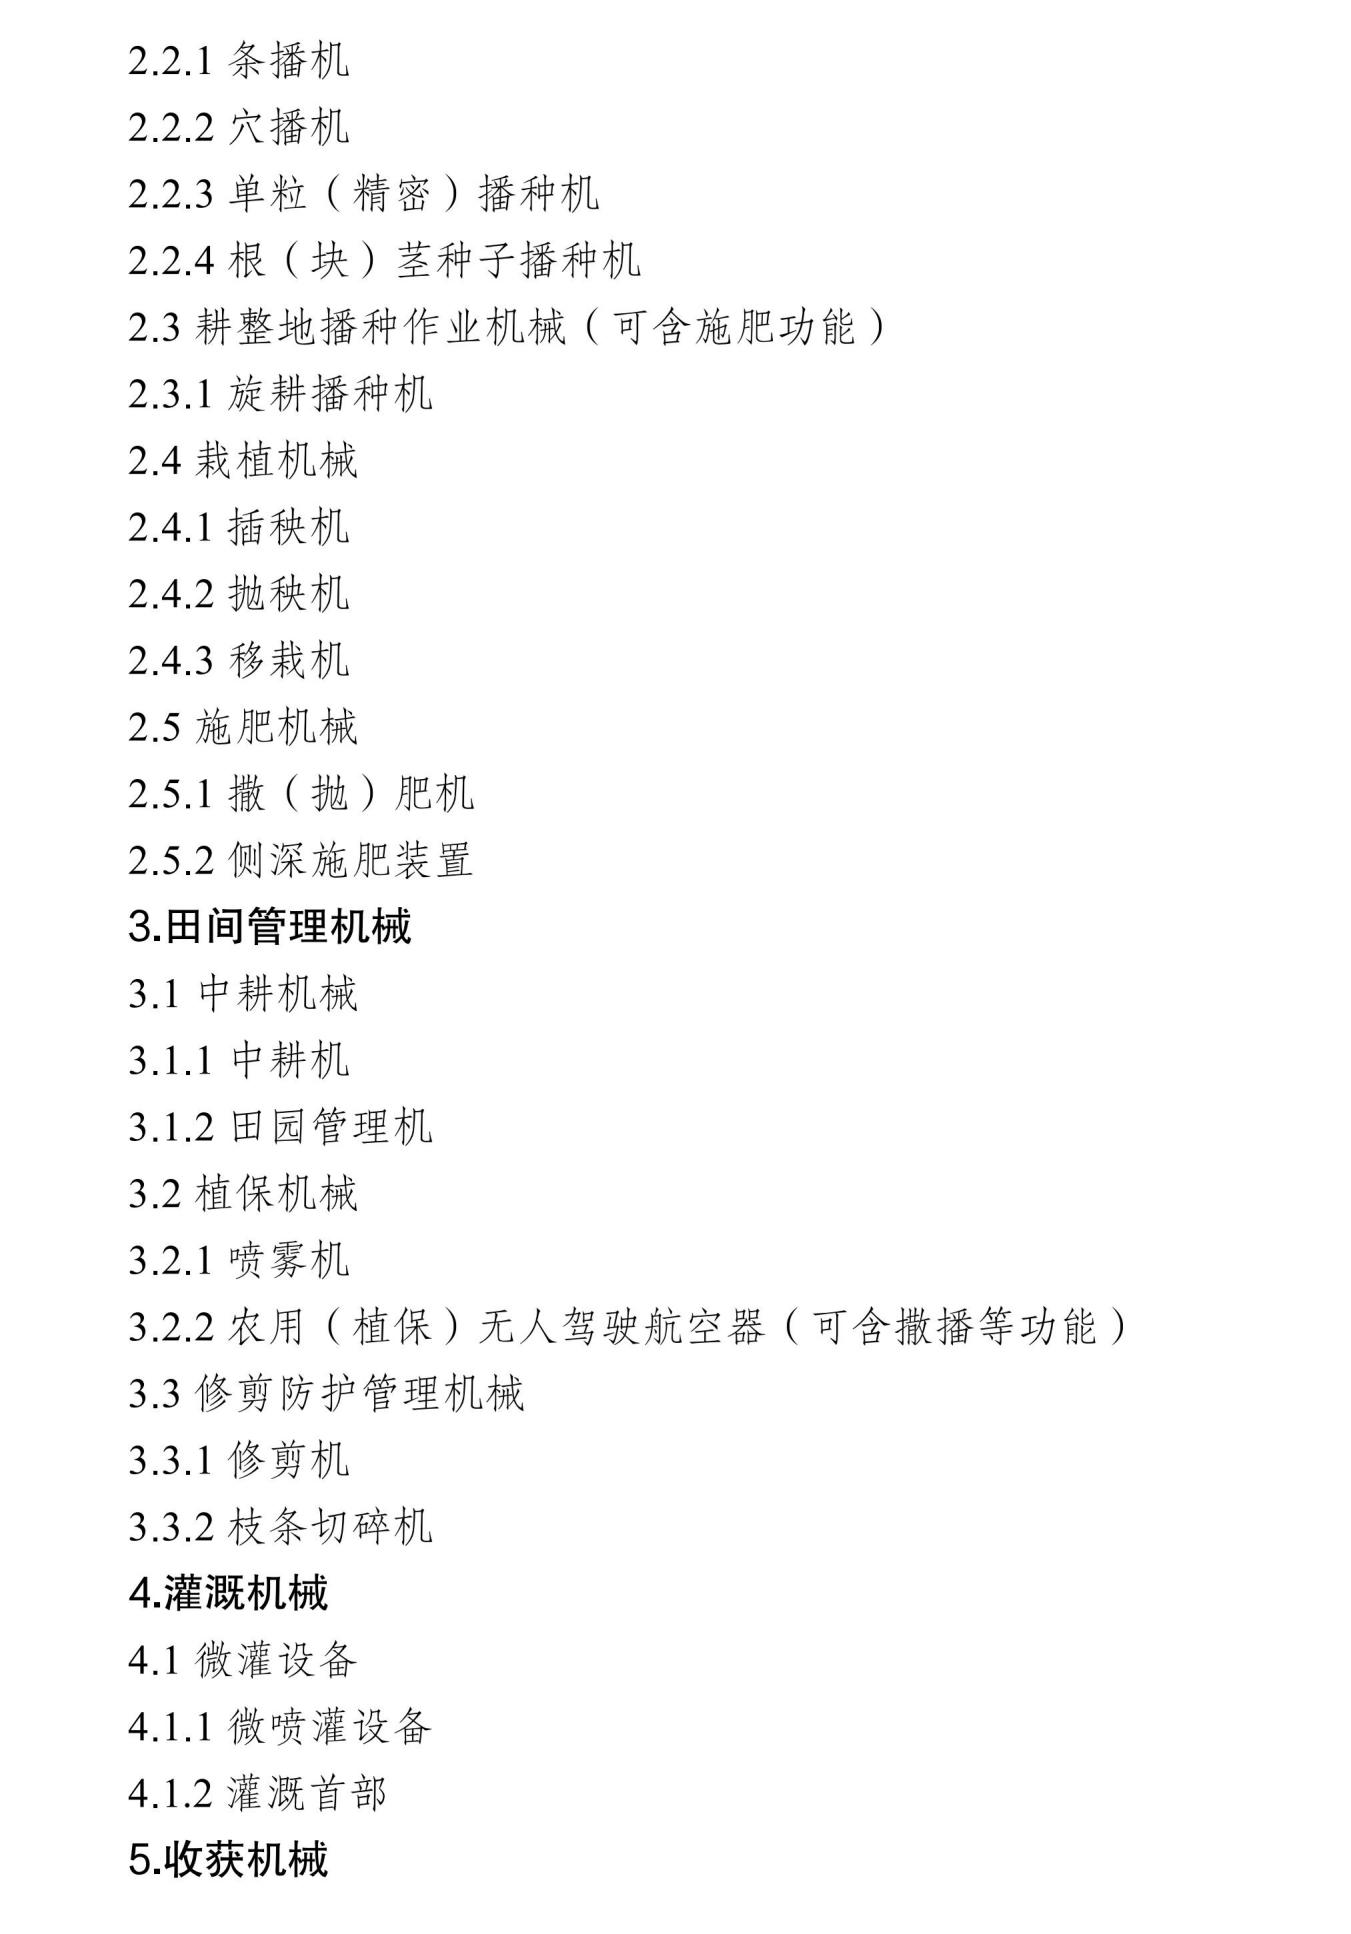 2.2.1 条播机
2.2.2 穴播机
2.2.3 单粒（精密）播种机
2.2.4 根（块）茎种子播种机
2.3 耕整地播种作业机械（可含施肥功能）
2.3.1 旋耕播种机
2.4 栽植机械
2.4.1 插秧机
2.4.2 抛秧机
2.4.3 移栽机
2.5 施肥机械
2.5.1 撒（抛）肥机
2.5.2 侧深施肥装置
3.田间管理机械
3.1 中耕机械
3.1.1 中耕机
3.1.2 田园管理机
3.2 植保机械
3.2.1 喷雾机
3.2.2 农用（植保）无人驾驶航空器（可含撒播等功能）
3.3 修剪防护管理机械
3.3.1 修剪机
3.3.2 枝条切碎机
4.灌溉机械
4.1 微灌设备
4.1.1 微喷灌设备
4.1.2 灌溉首部
5.收获机械